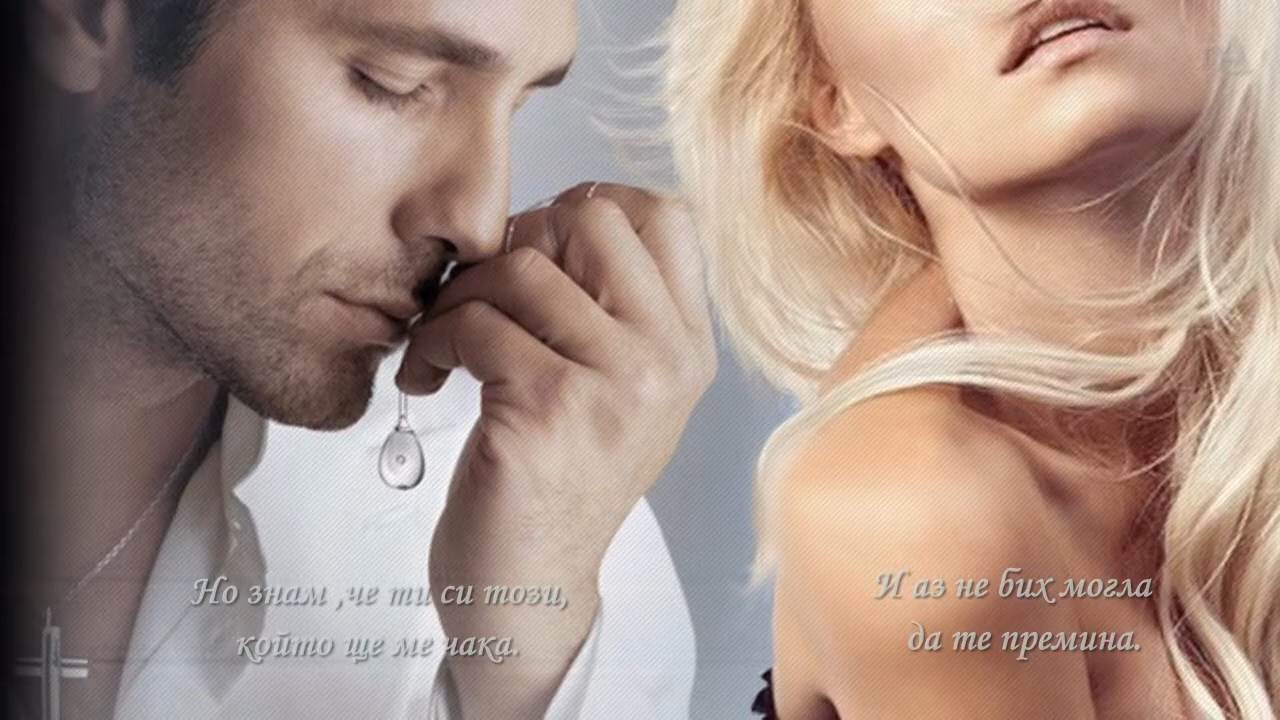 Но знам ,че ти си този,
който ще ме чака.
И аз не бих могла
да те премина.